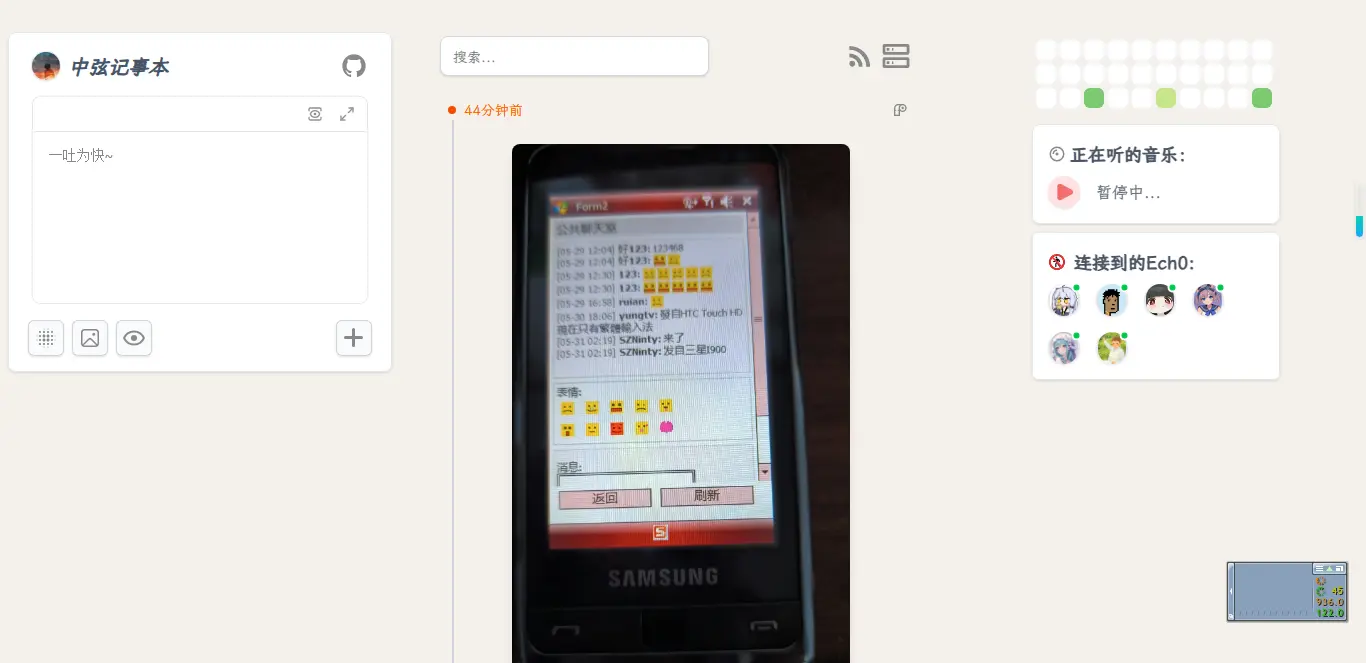 中弦记事本
一吐为快~
搜索...
44分钟前
Form2
公共聊天室
[05-29 12:04] 好123: 123468
[05-29 12:04] 好123:
[05-29 12:30] 123:
[05-29 12:30] 123:
[05-29 16:38] ruian:
[05-30 18:06] yungtv: 發自HTC Touch HD
現在只有繁體輸入法
[05-31 02:19] SZNinty: 来了
[05-31 02:19] SZNinty: 发自三星I900
表情:
消息:
返回 刷新
S
SAMSUNG
正在听的音乐:
暂停中...
连接到的Ech0:
45
936.0
122.0